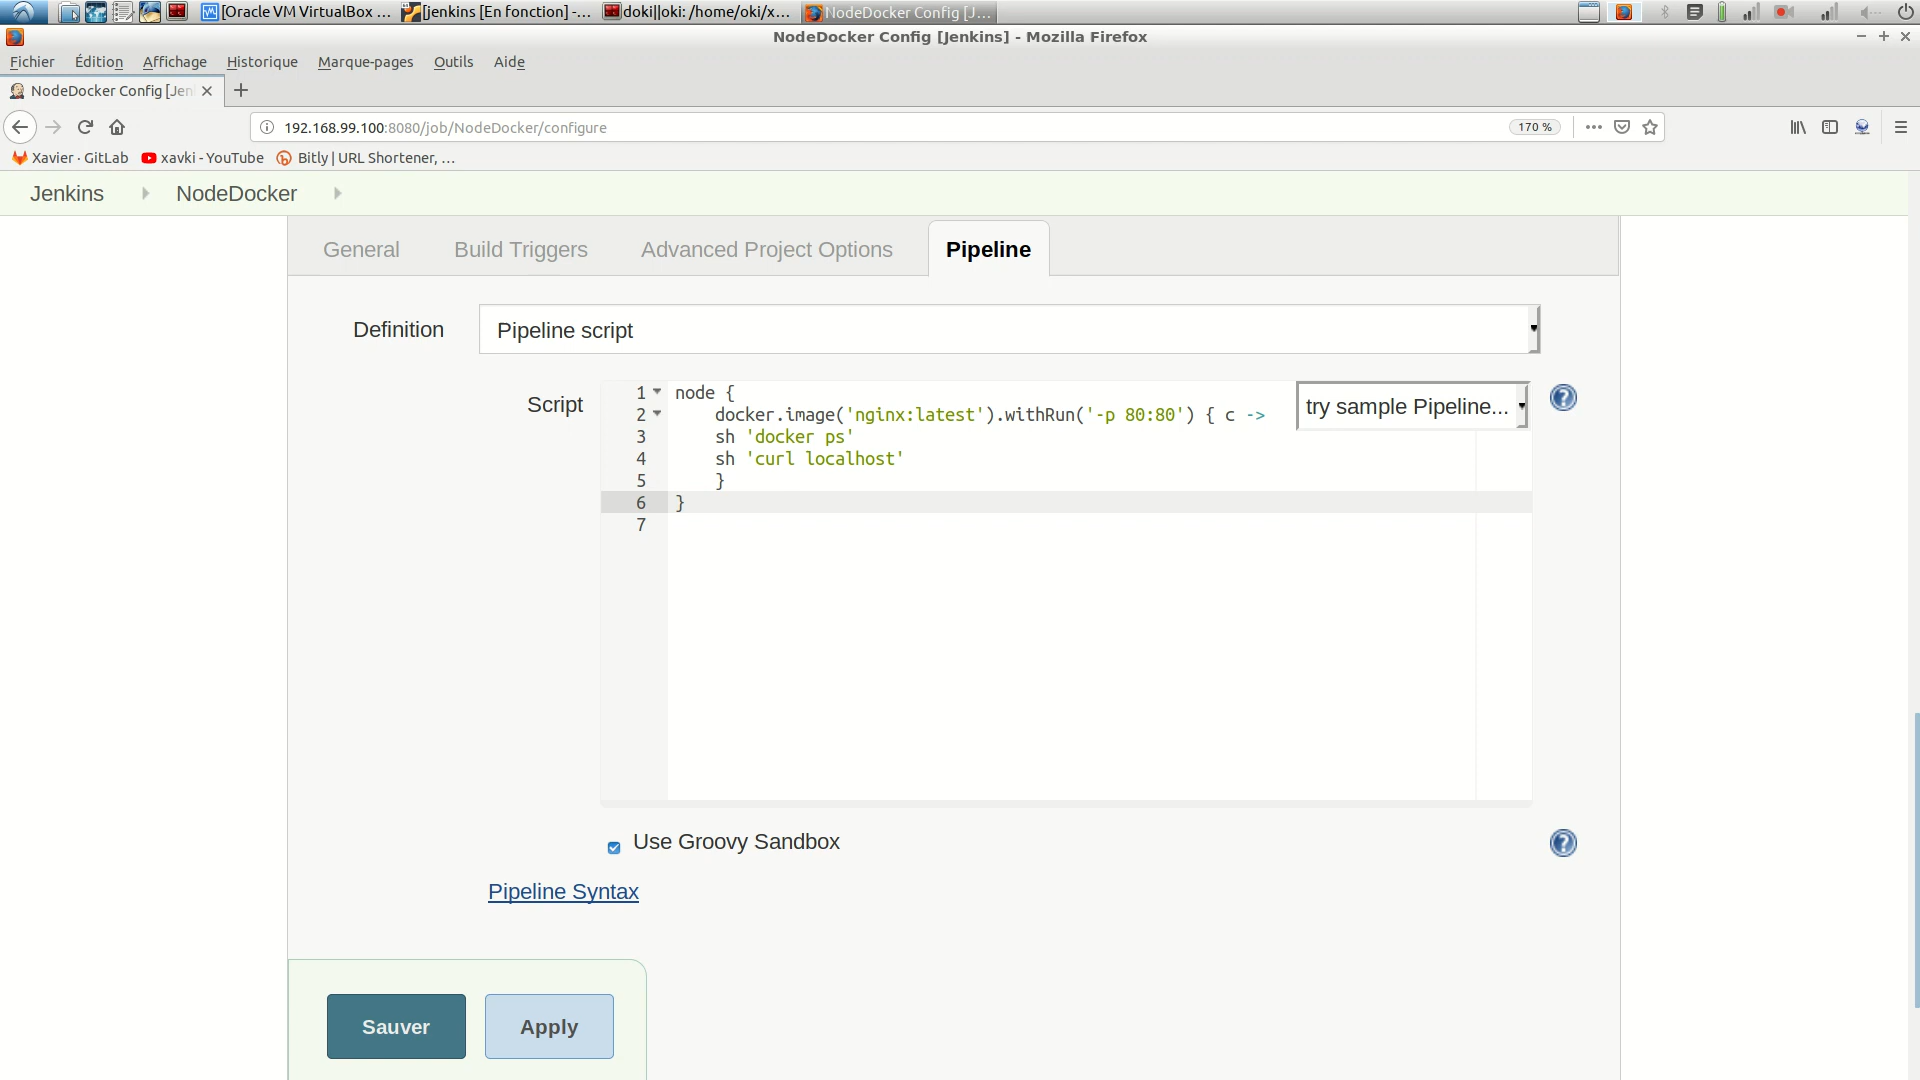 [Oracle VM VirtualBox ...
[jenkins [En fonction] -...
doki||oki: /home/oki/x...
NodeDocker Config [J...
NodeDocker Config [Jenkins] - Mozilla Firefox
Fichier Édition Affichage Historique Marque-pages Outils Aide
NodeDocker Config [Jen
192.168.99.100:8080/job/NodeDocker/configure
170 %
Xavier · GitLab
xavki - YouTube
Bitly | URL Shortener, ...
Jenkins
NodeDocker
General
Build Triggers
Advanced Project Options
Pipeline
Definition
Pipeline script
Script
try sample Pipeline...
1 node {
2 docker.image('nginx:latest').withRun('-p 80:80') { c ->
3 sh 'docker ps'
4 sh 'curl localhost'
5 }
6 }
7
Use Groovy Sandbox
Pipeline Syntax
Sauver
Apply